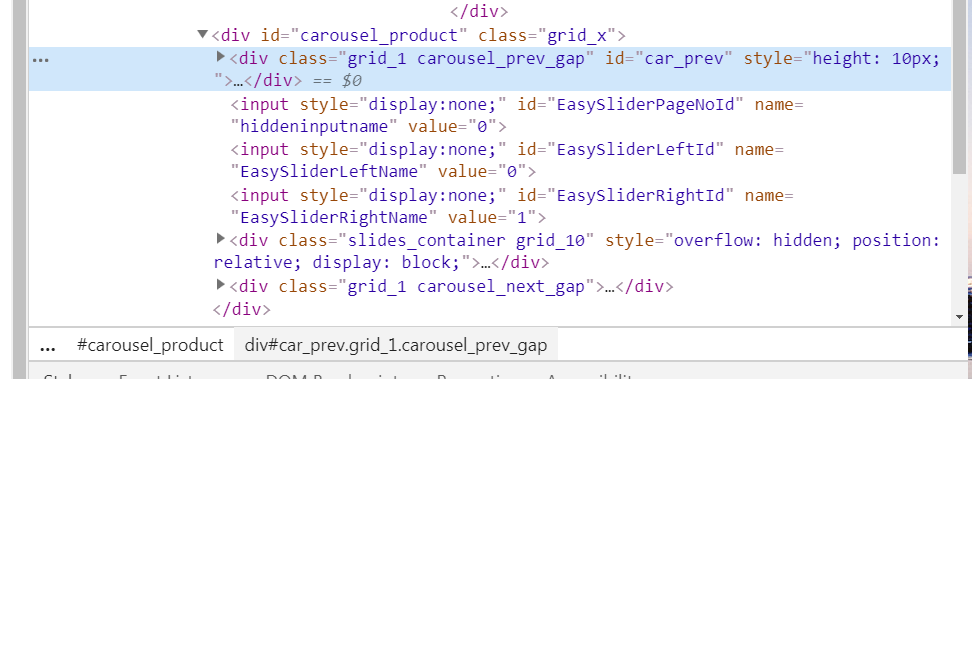 </div>
▼<div id="carousel_product" class="grid_x">
... ▶<div class="grid_1 carousel_prev_gap" id="car_prev" style="height: 10px;
">…</div> == $0
<input style="display:none;" id="EasySliderPageNoId" name=
"hiddeninputname" value="0">
<input style="display:none;" id="EasySliderLeftId" name=
"EasySliderLeftName" value="0">
<input style="display:none;" id="EasySliderRightId" name=
"EasySliderRightName" value="1">
▶<div class="slides_container grid_10" style="overflow: hidden; position:
relative; display: block;">…</div>
▶<div class="grid_1 carousel_next_gap">…</div>
</div>
... #carousel_product div#car_prev.grid_1.carousel_prev_gap